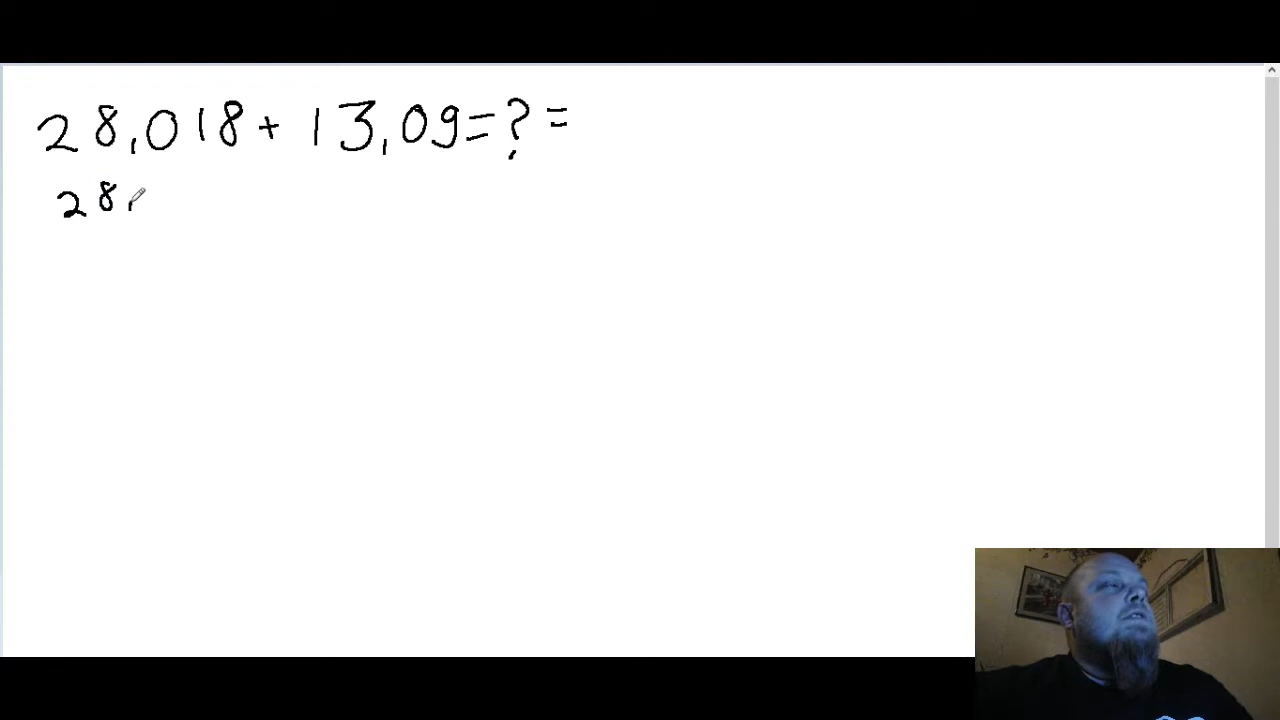 28,018+ 13,09=? =
28,